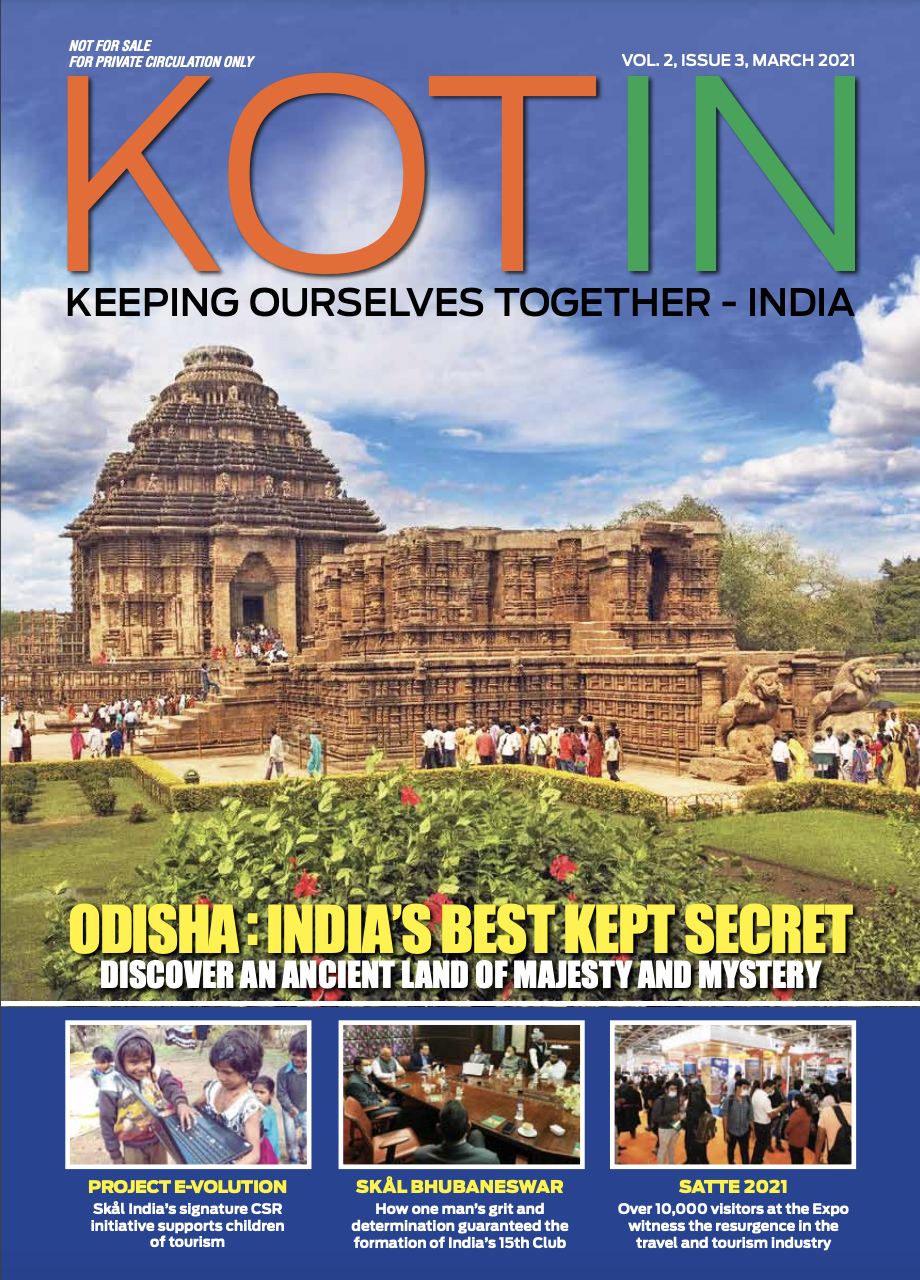 NOT FOR SALE
FOR PRIVATE CIRCULATION ONLY
VOL. 2, ISSUE 3, MARCH 2021
KOTIN
KEEPING OURSELVES TOGETHER - INDIA
ODISHA : INDIA'S BEST KEPT SECRET
DISCOVER AN ANCIENT LAND OF MAJESTY AND MYSTERY
PROJECT E-VOLUTION
Skål India's signature CSR
initiative supports children
of tourism
SKÅL BHUBANESWAR
How one man's grit and
determination guaranteed the
formation of India's 15th Club
SATTE 2021
Over 10,000 visitors at the Expo
witness the resurgence in the
travel and tourism industry